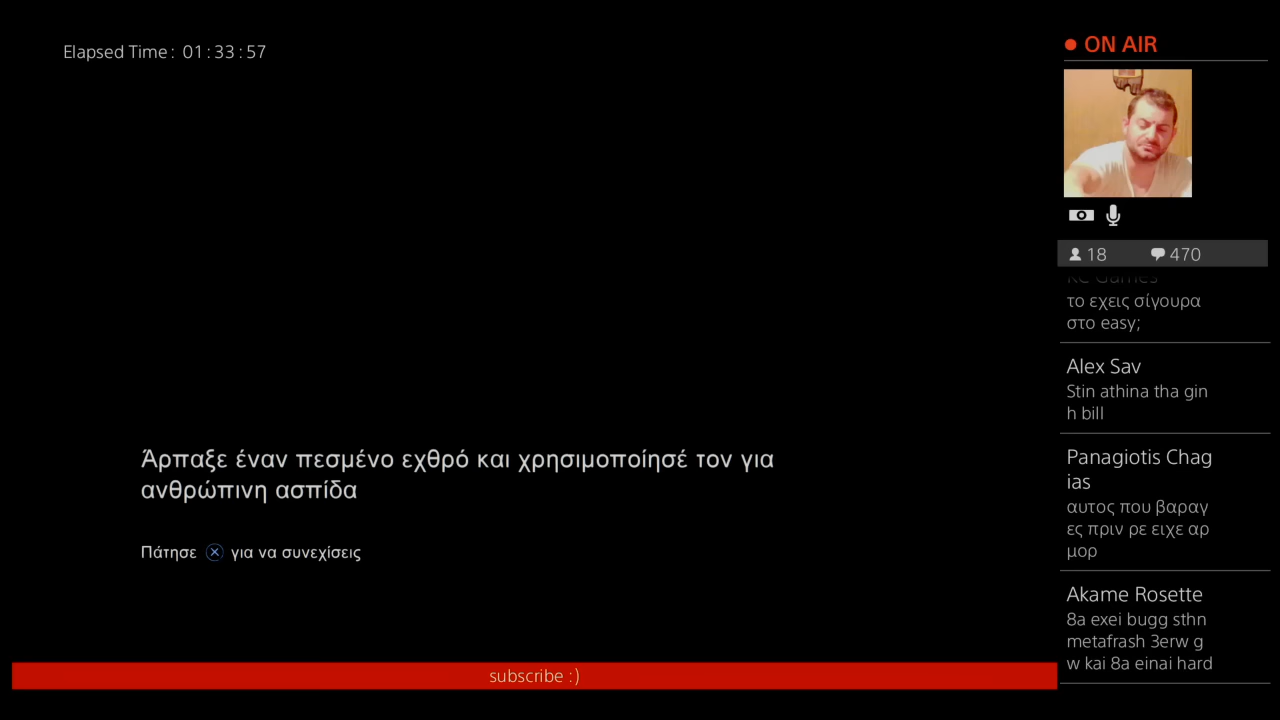 Elapsed Time: 01:33:57
ON AIR
18 470
RC Games
το εχεις σίγουρα
στο easy;
Alex Sav
Stin athina tha gin
h bill
Panagiotis Chag
ias
αυτος που βαραγ
ες πριν ρε ειχε αρ
μορ
Akame Rosette
8a exei bugg sthn
metafrash 3erw g
w kai 8a einai hard
Άρπαξε έναν πεσμένο εχθρό και χρησιμοποίησέ τον για
ανθρώπινη ασπίδα
Πάτησε για να συνεχίσεις
subscribe :)